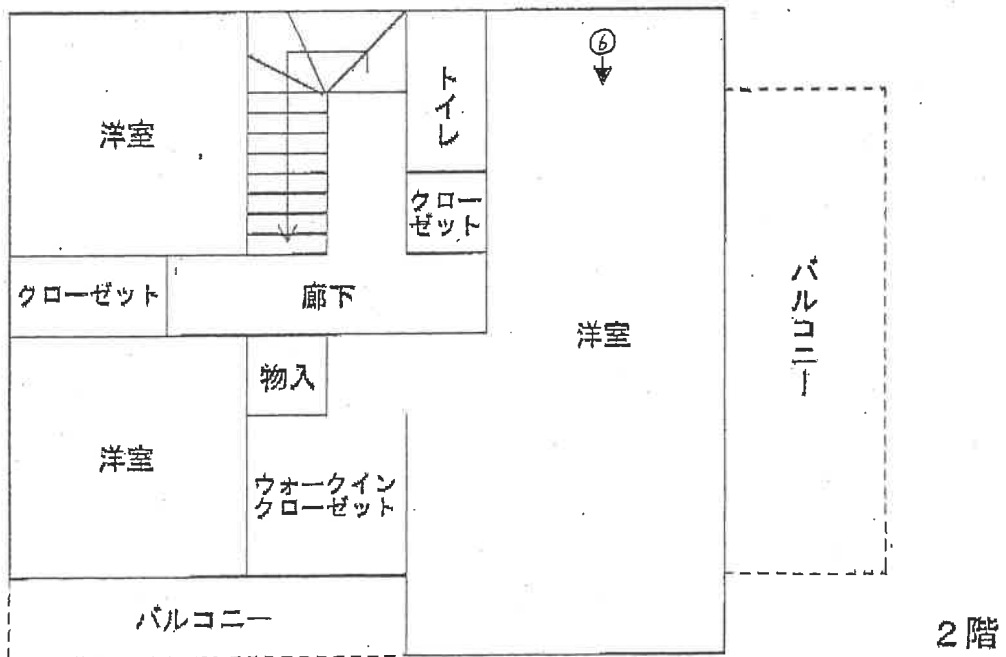 ⑥
洋室
トイレ
クロー
ゼット
クローゼット
廊下
洋室
バルコニー
物入
洋室
ウォークイン
クローゼット
バルコニー
2階